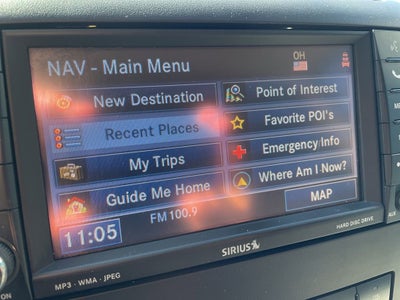 NAV - Main Menu
OH
New Destination
Point of Interest
Recent Places
Favorite POI's
My Trips
Emergency Info
Guide Me Home
Where Am I Now?
FM 100.9
MAP
11:05
SIRIUS
HARD DISC DRIVE
MP3 · WMA · JPEG
AUX